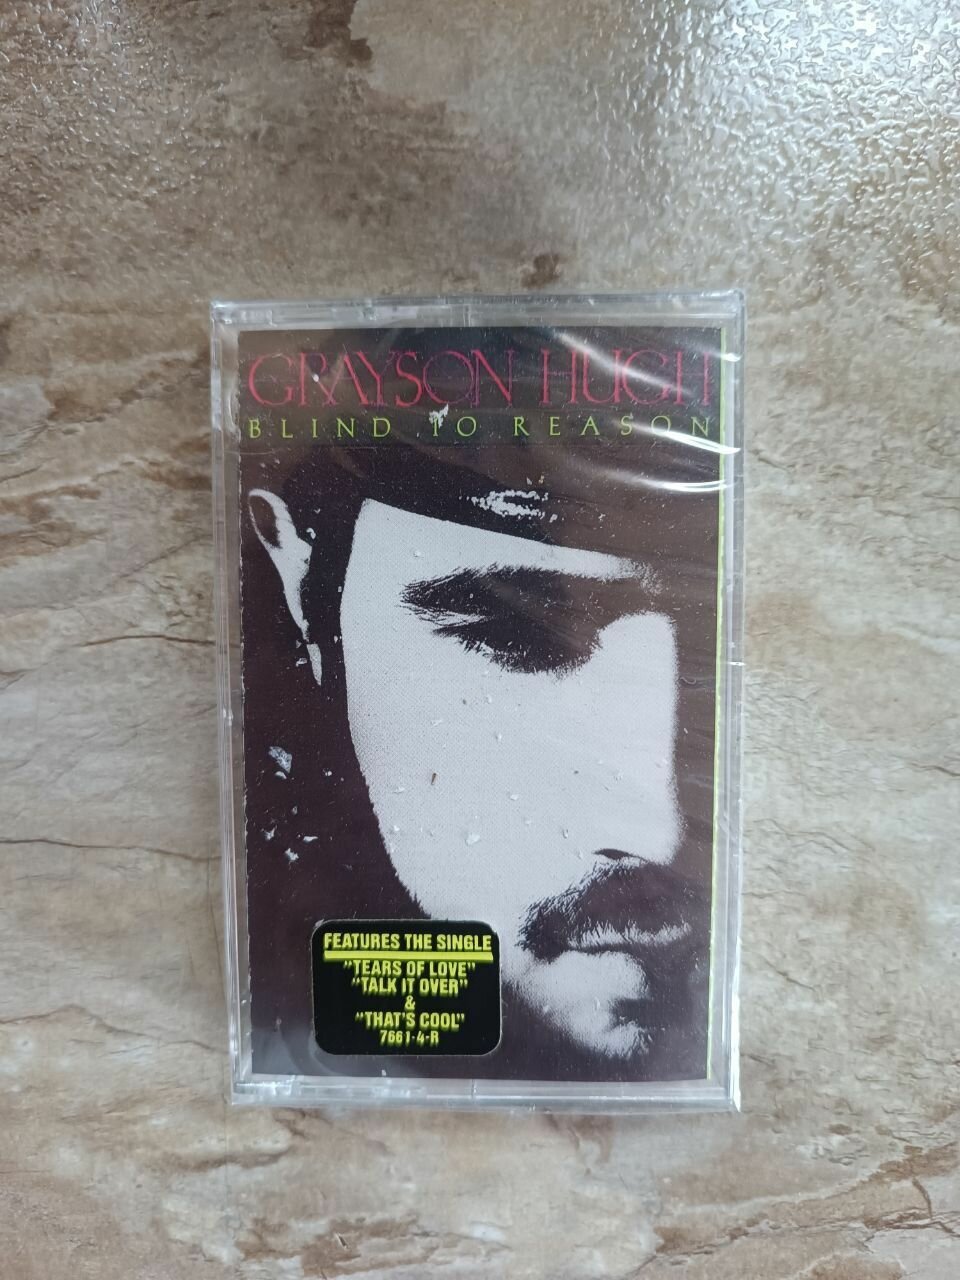 GRAYSON HUGH
BLIND TO REASON
FEATURES THE SINGLE
"TEARS OF LOVE"
"TALK IT OVER"
&
"THAT'S COOL"
7661-4-R